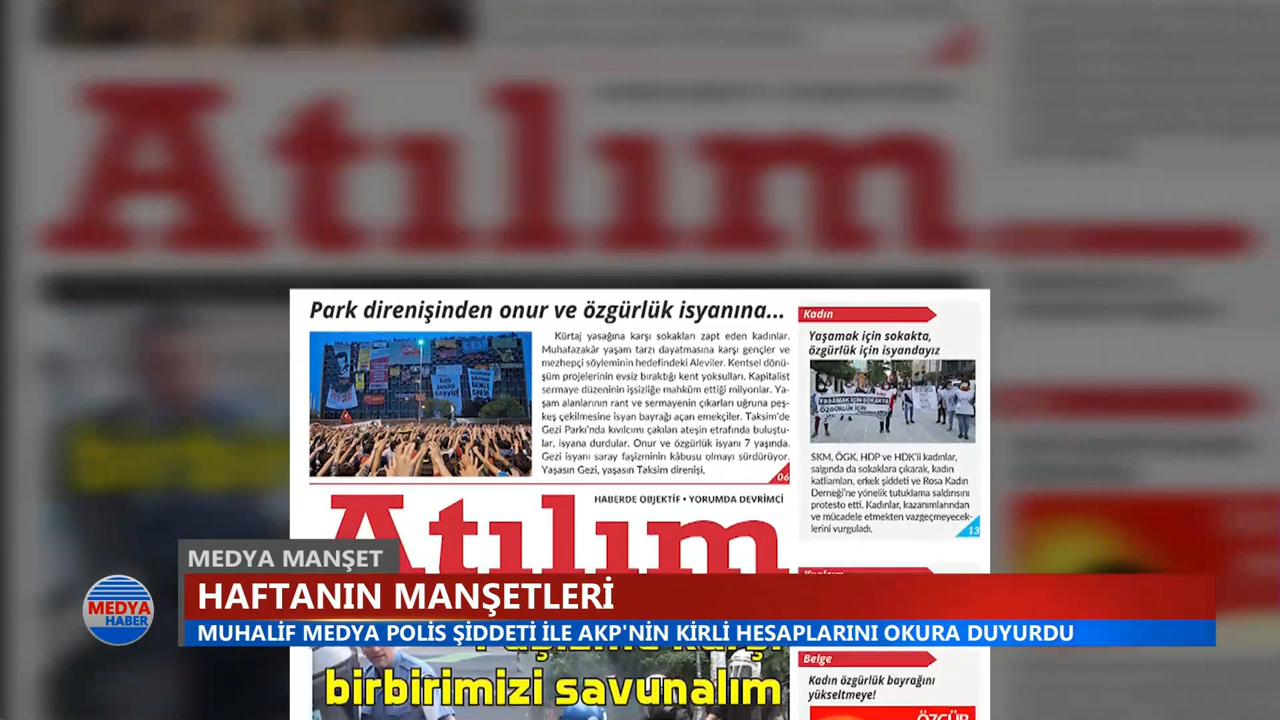 Atılım
Park direnişinden onur ve özgürlük isyanına...
Kürtaj yasağına karşı sokakları zapt eden kadınlar.
Muhafazakâr yaşam tarzı dayatmasına karşı gençler ve
mezhepçi söyleminin hedefindeki Aleviler. Kentsel dönü-
şüm projelerinin evsiz bıraktığı kent yoksulları. Kapitalist
sermaye düzeninin işsizliğe mahkûm ettiği milyonlar. Ya-
şam alanlarının rant ve sermayenin çıkarları uğruna peş-
keş çekilmesine isyan bayrağı açan emekçiler. Taksim'de
Gezi Parkı'nda kıvılcımı çakılan ateşin etrafında buluştu-
lar, isyana durdular. Onur ve özgürlük isyanı 7 yaşında.
Gezi isyanı saray faşizminin kâbusu olmayı sürdürüyor.
Yaşasın Gezi, yaşasın Taksim direnişi.
06
Kadın
Yaşamak için sokakta,
özgürlük için isyandayız
YAŞAMAK İÇİN SOKAKTA
ÖZGÜRLÜK İÇİN
SKM, ÖGK, HDP ve HDK'li kadınlar,
salgında da sokaklara çıkarak, kadın
katliamları, erkek şiddeti ve Rosa Kadın
Derneği'ne yönelik tutuklama saldırısını
protesto etti. Kadınlar, kazanımlarından
ve mücadele etmekten vazgeçmeyecek-
lerini vurguladı.
13
HABERDE OBJEKTİF • YORUMDA DEVRİMCİ
Atılım
MEDYA MANŞET
HAFTANIN MANŞETLERİ
MEDYA
HABER
MUHALİF MEDYA POLİS ŞİDDETİ İLE AKP'NİN KİRLİ HESAPLARINI OKURA DUYURDU
birbirimizi savunalım
Belge
Kadın özgürlük bayrağını
yükseltmeye!
ÖZGÜR